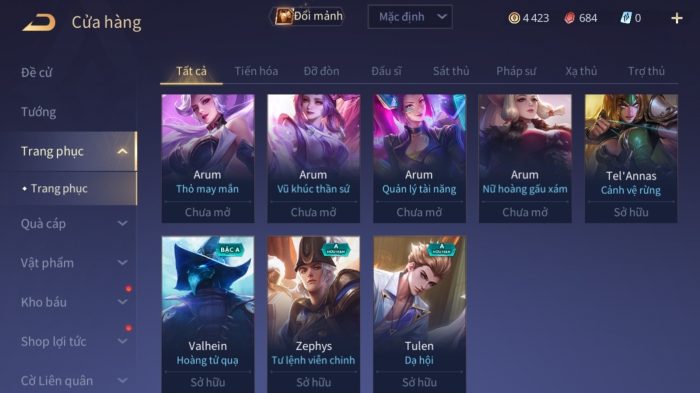 Cửa hàng
Đổi mảnh
Mặc định
4 423
684
0
Đề cử
Tướng
Trang phục
Trang phục
Quà cáp
Vật phẩm
Kho báu
Shop lợi tức
Cờ Liên quân
Tất cả Tiến hóa Đỡ đòn Đấu sĩ Sát thủ Pháp sư Xạ thủ Trợ thủ
Arum
Thỏ may mắn
Chưa mở
Arum
Vũ khúc thần sứ
Chưa mở
Arum
Quản lý tài năng
Chưa mở
Arum
Nữ hoàng gấu xám
Chưa mở
Tel'Annas
Cảnh vệ rừng
Sở hữu
BẬC A
Valhein
Hoàng tử quạ
Sở hữu
A
HỮU HẠN
Zephys
Tư lệnh viễn chinh
Sở hữu
A
HỮU HẠN
Tulen
Dạ hội
Sở hữu